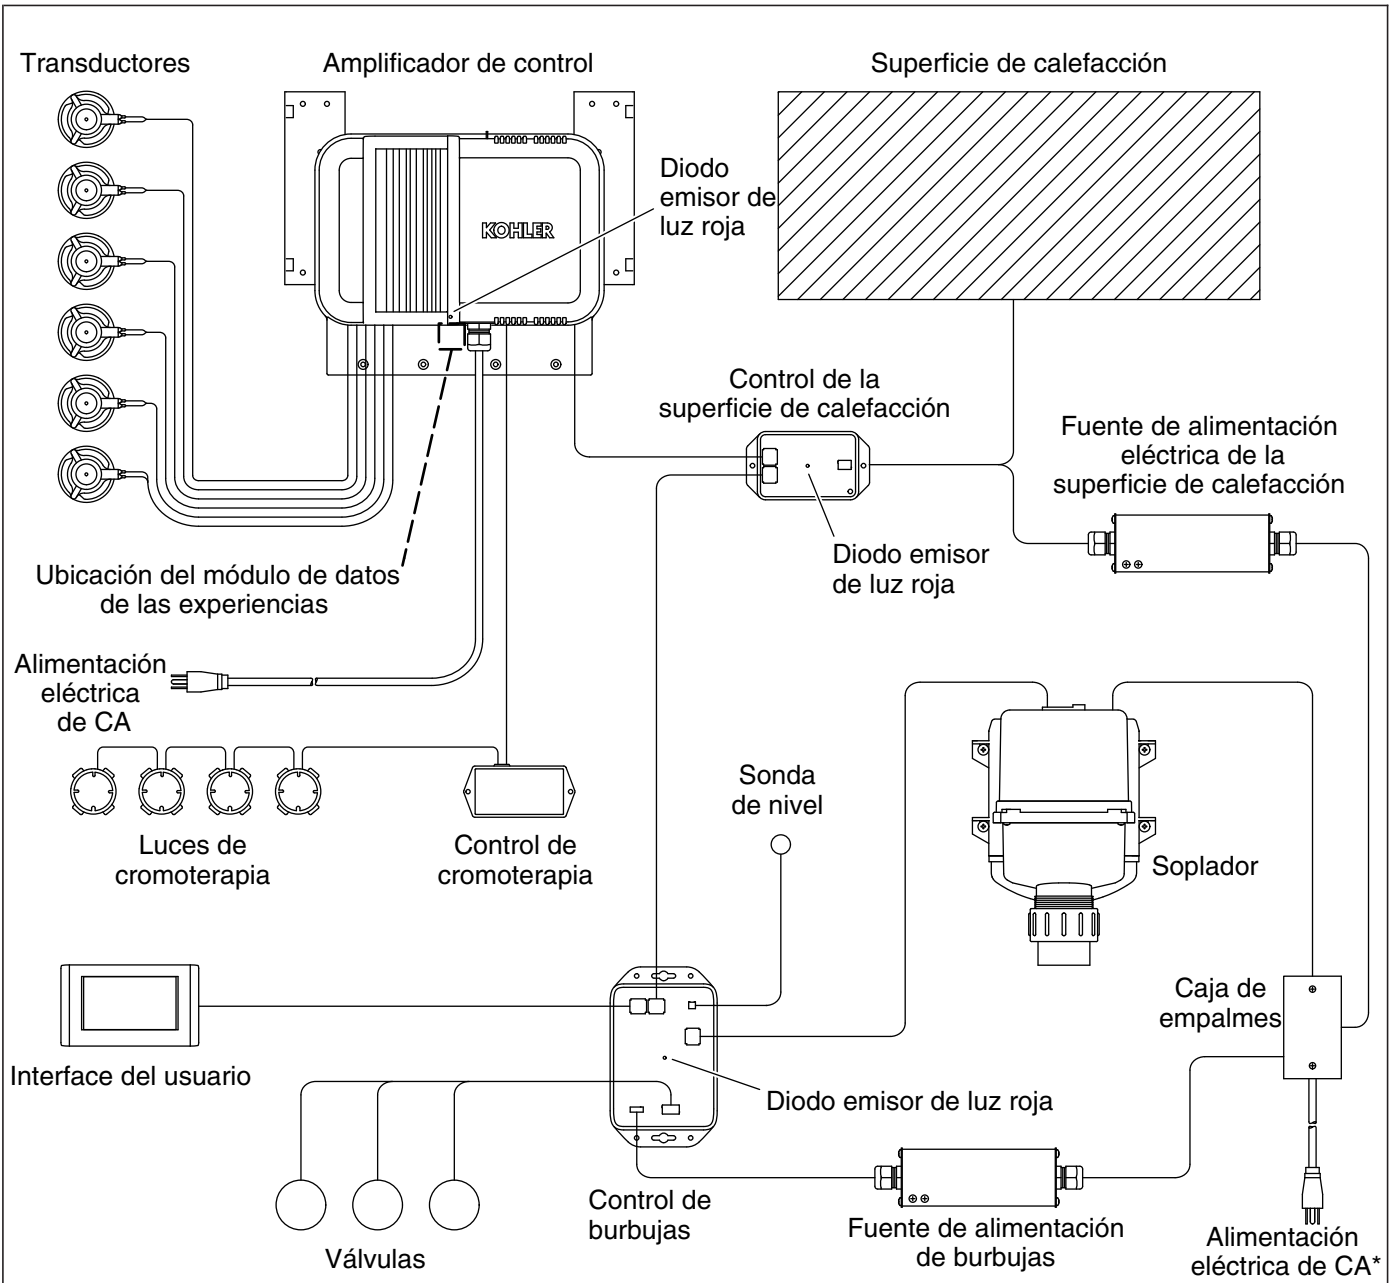 Transductores
Amplificador de control
Superficie de calefacción
Diodo
emisor de
luz roja
KOHLER
Control de la
superficie de calefacción
Fuente de alimentación
eléctrica de la
superficie de calefacción
Diodo emisor
de luz roja
Ubicación del módulo de datos
de las experiencias
Alimentación
eléctrica
de CA
Luces de
cromoterapia
Control de
cromoterapia
Sonda
de nivel
Soplador
Caja de
empalmes
Interface del usuario
Diodo emisor de luz roja
Válvulas
Control de
burbujas
Fuente de alimentación
de burbujas
Alimentación
eléctrica de CA*